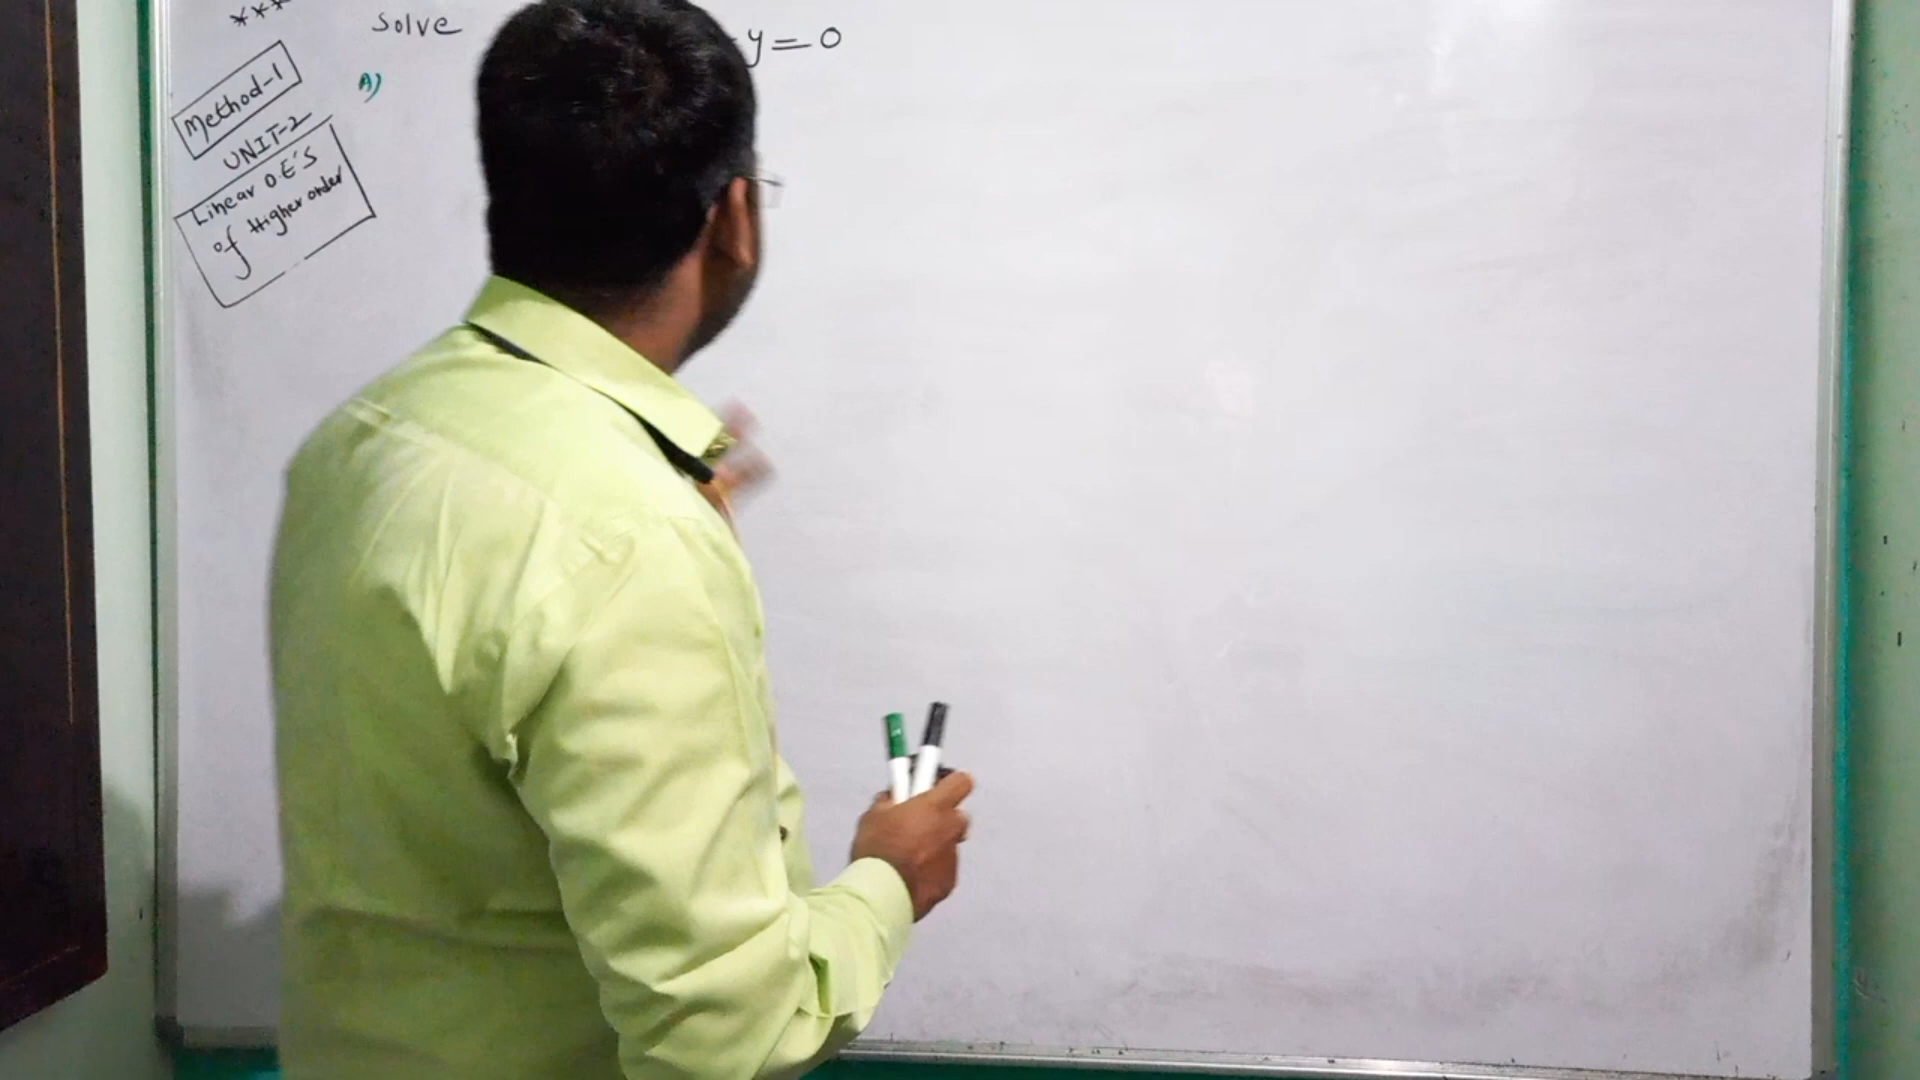 ***
Solve y=0
A)
Method-1
UNIT-2
Linear D.E's
of Higher order